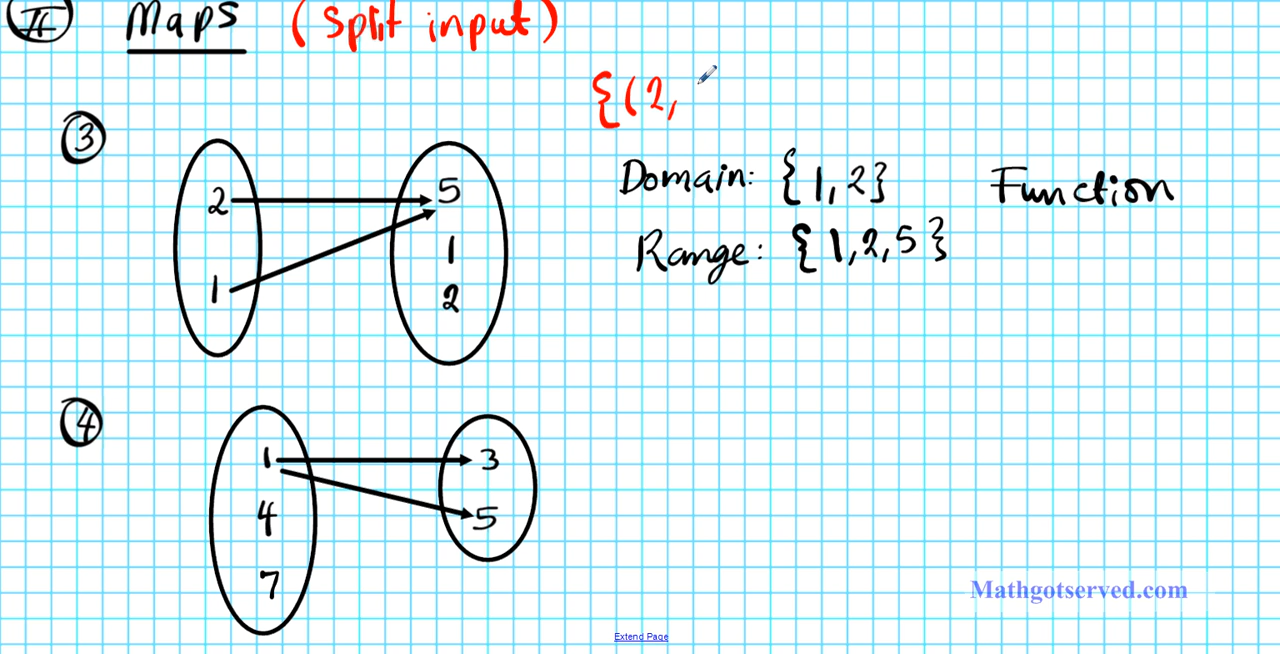 II Maps (Split input)
{(2,
3
2
1
5
1
2
Domain: {1,2} Function
Range: {1,2,5}
4
1
4
7
3
5
Mathgotserved.com
Extend Page